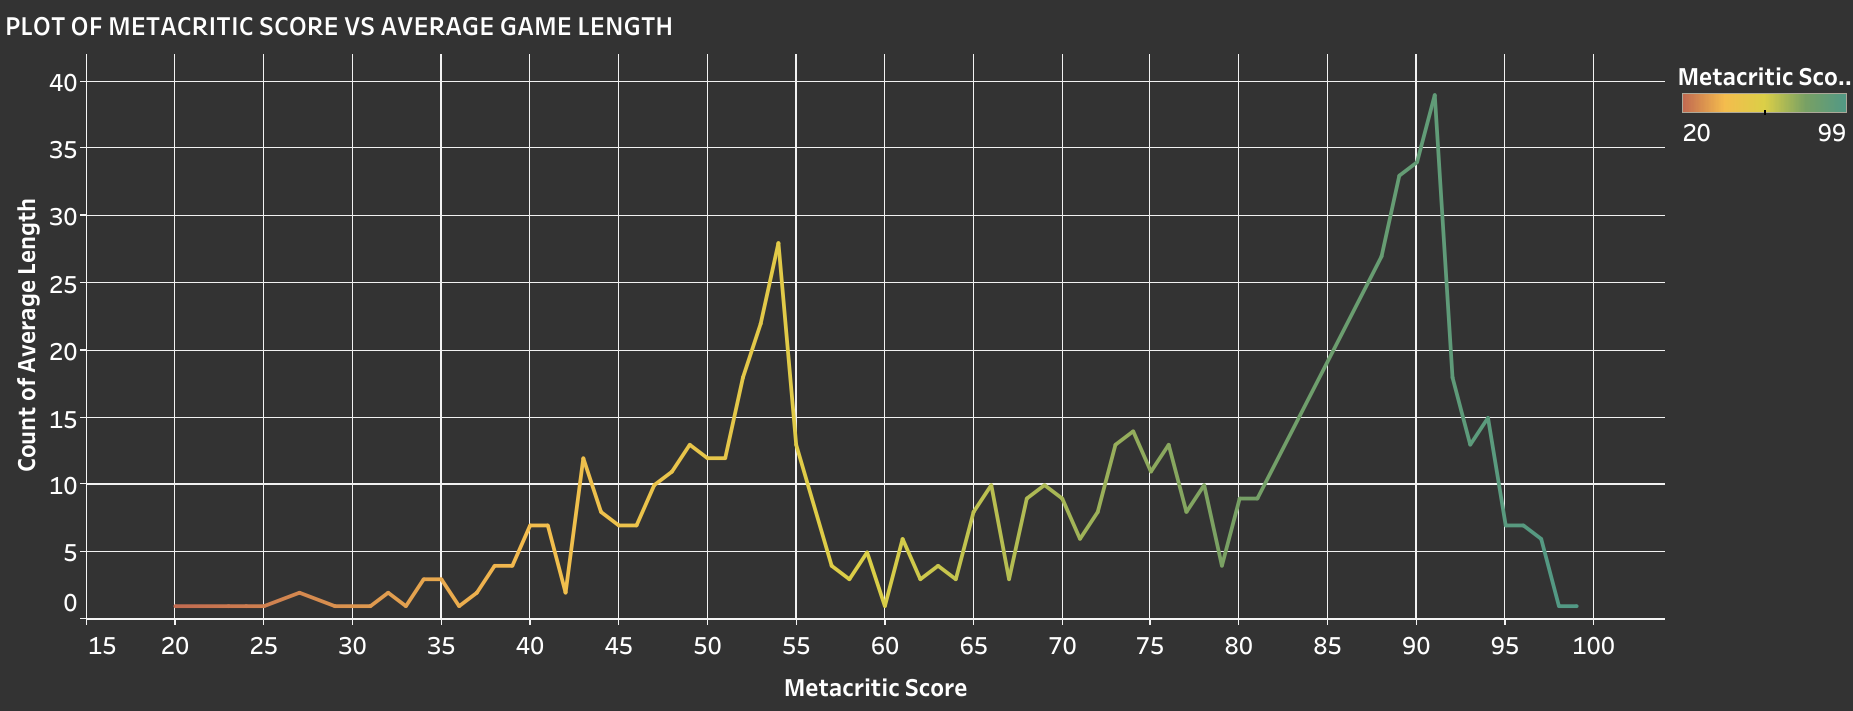 PLOT OF METACRITIC SCORE VS AVERAGE GAME LENGTH
Metacritic Sco..
20 99
Count of Average Length
40
35
30
25
20
15
10
5
0
15 20 25 30 35 40 45 50 55 60 65 70 75 80 85 90 95 100
Metacritic Score